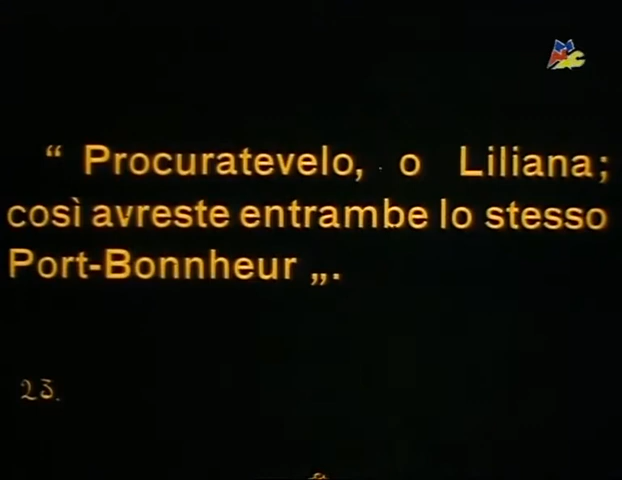 “ Procuratevelo, o Liliana;
così avreste entrambe lo stesso
Port-Bonnheur „.
23.